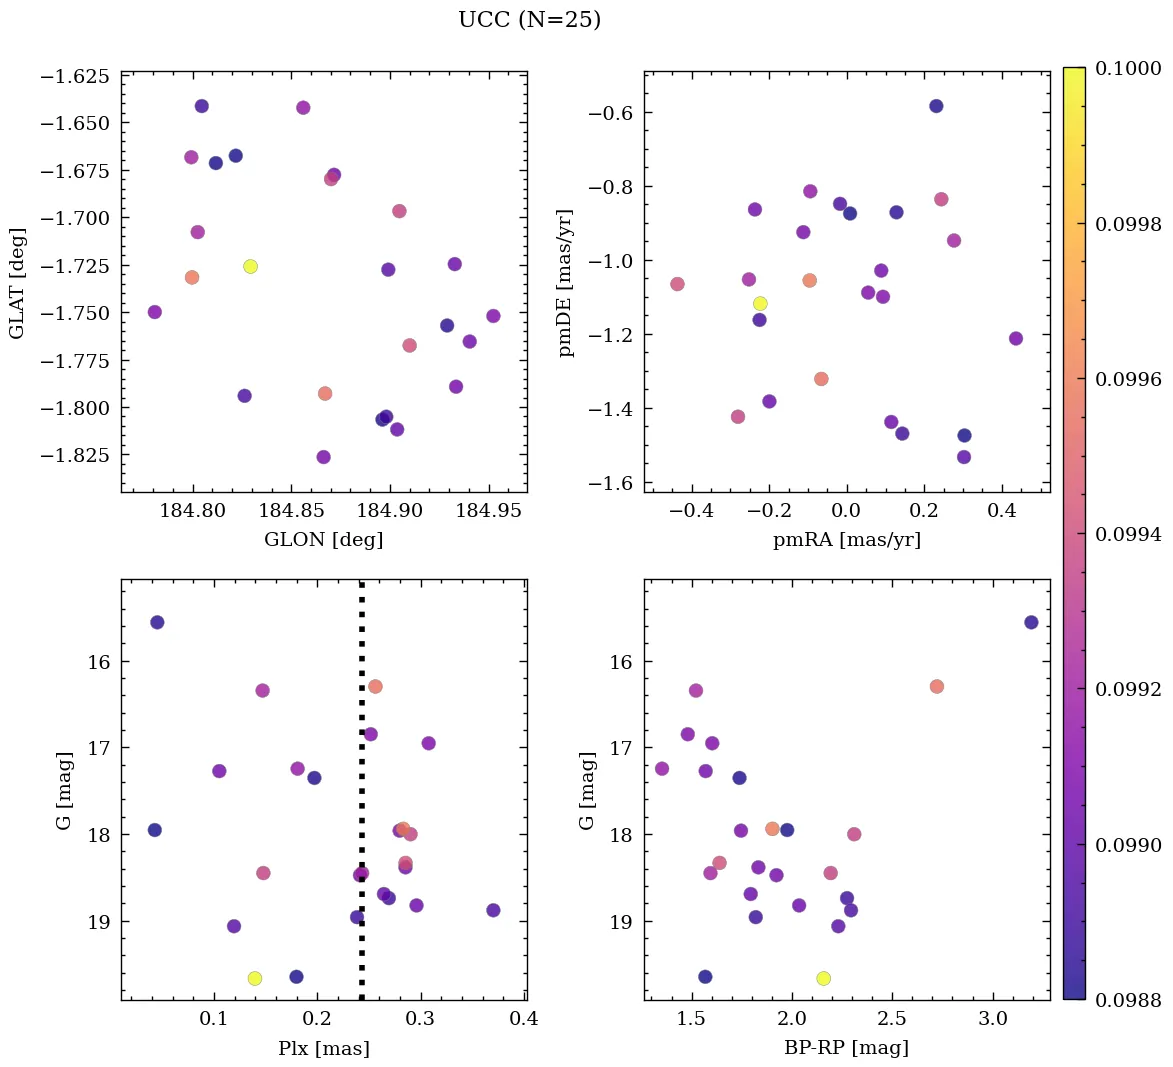 UCC (N=25)
−1.625
−1.650
−1.675
−1.700
−1.725
−1.750
−1.775
−1.800
−1.825
GLAT [deg]
184.80 184.85 184.90 184.95
GLON [deg]
−0.6
−0.8
−1.0
−1.2
−1.4
−1.6
pmDE [mas/yr]
−0.4 −0.2 0.0 0.2 0.4
pmRA [mas/yr]
16
17
18
19
G [mag]
0.1 0.2 0.3 0.4
Plx [mas]
16
17
18
19
G [mag]
1.5 2.0 2.5 3.0
BP-RP [mag]
0.1000
0.0998
0.0996
0.0994
0.0992
0.0990
0.0988